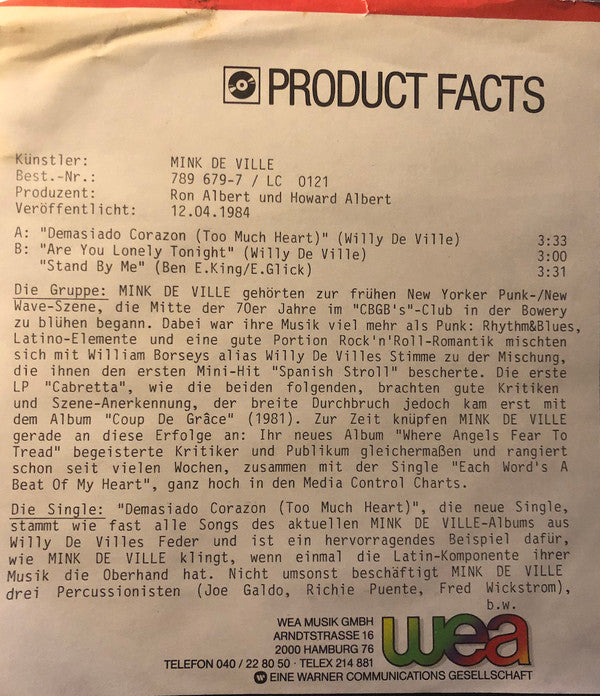 PRODUCT FACTS
Künstler: MINK DE VILLE
Best.-Nr.: 789 679-7 / LC 0121
Produzent: Ron Albert und Howard Albert
Veröffentlicht: 12.04.1984
A: "Demasiado Corazon (Too Much Heart)" (Willy De Ville) 3:33
B: "Are You Lonely Tonight" (Willy De Ville) 3:00
"Stand By Me" (Ben E.King/E.Glick) 3:31
Die Gruppe: MINK DE VILLE gehörten zur frühen New Yorker Punk-/New
Wave-Szene, die Mitte der 70er Jahre im "CBGB's"-Club in der Bowery
zu blühen begann. Dabei war ihre Musik viel mehr als Punk: Rhythm&Blues,
Latino-Elemente und eine gute Portion Rock'n'Roll-Romantik mischten
sich mit William Borseys alias Willy De Villes Stimme zu der Mischung,
die ihnen den ersten Mini-Hit "Spanish Stroll" bescherte. Die erste
LP "Cabretta", wie die beiden folgenden, brachten gute Kritiken
und Szene-Anerkennung, der breite Durchbruch jedoch kam erst mit
dem Album "Coup De Grâce" (1981). Zur Zeit knüpfen MINK DE VILLE
gerade an diese Erfolge an: Ihr neues Album "Where Angels Fear To
Tread" begeisterte Kritiker und Publikum gleichermaßen und rangiert
schon seit vielen Wochen, zusammen mit der Single "Each Word's A
Beat Of My Heart", ganz hoch in den Media Control Charts.
Die Single: "Demasiado Corazon (Too Much Heart)", die neue Single,
stammt wie fast alle Songs des aktuellen MINK DE VILLE-Albums aus
Willy De Villes Feder und ist ein hervorragendes Beispiel dafür,
wie MINK DE VILLE klingt, wenn einmal die Latin-Komponente ihrer
Musik die Oberhand hat. Nicht umsonst beschäftigt MINK DE VILLE
drei Percussionisten (Joe Galdo, Richie Puente, Fred Wickstrom),
b.w.
WEA MUSIK GMBH
ARNDTSTRASSE 16
2000 HAMBURG 76
TELEFON 040 / 22 80 50 · TELEX 214 881
EINE WARNER COMMUNICATIONS GESELLSCHAFT
wea